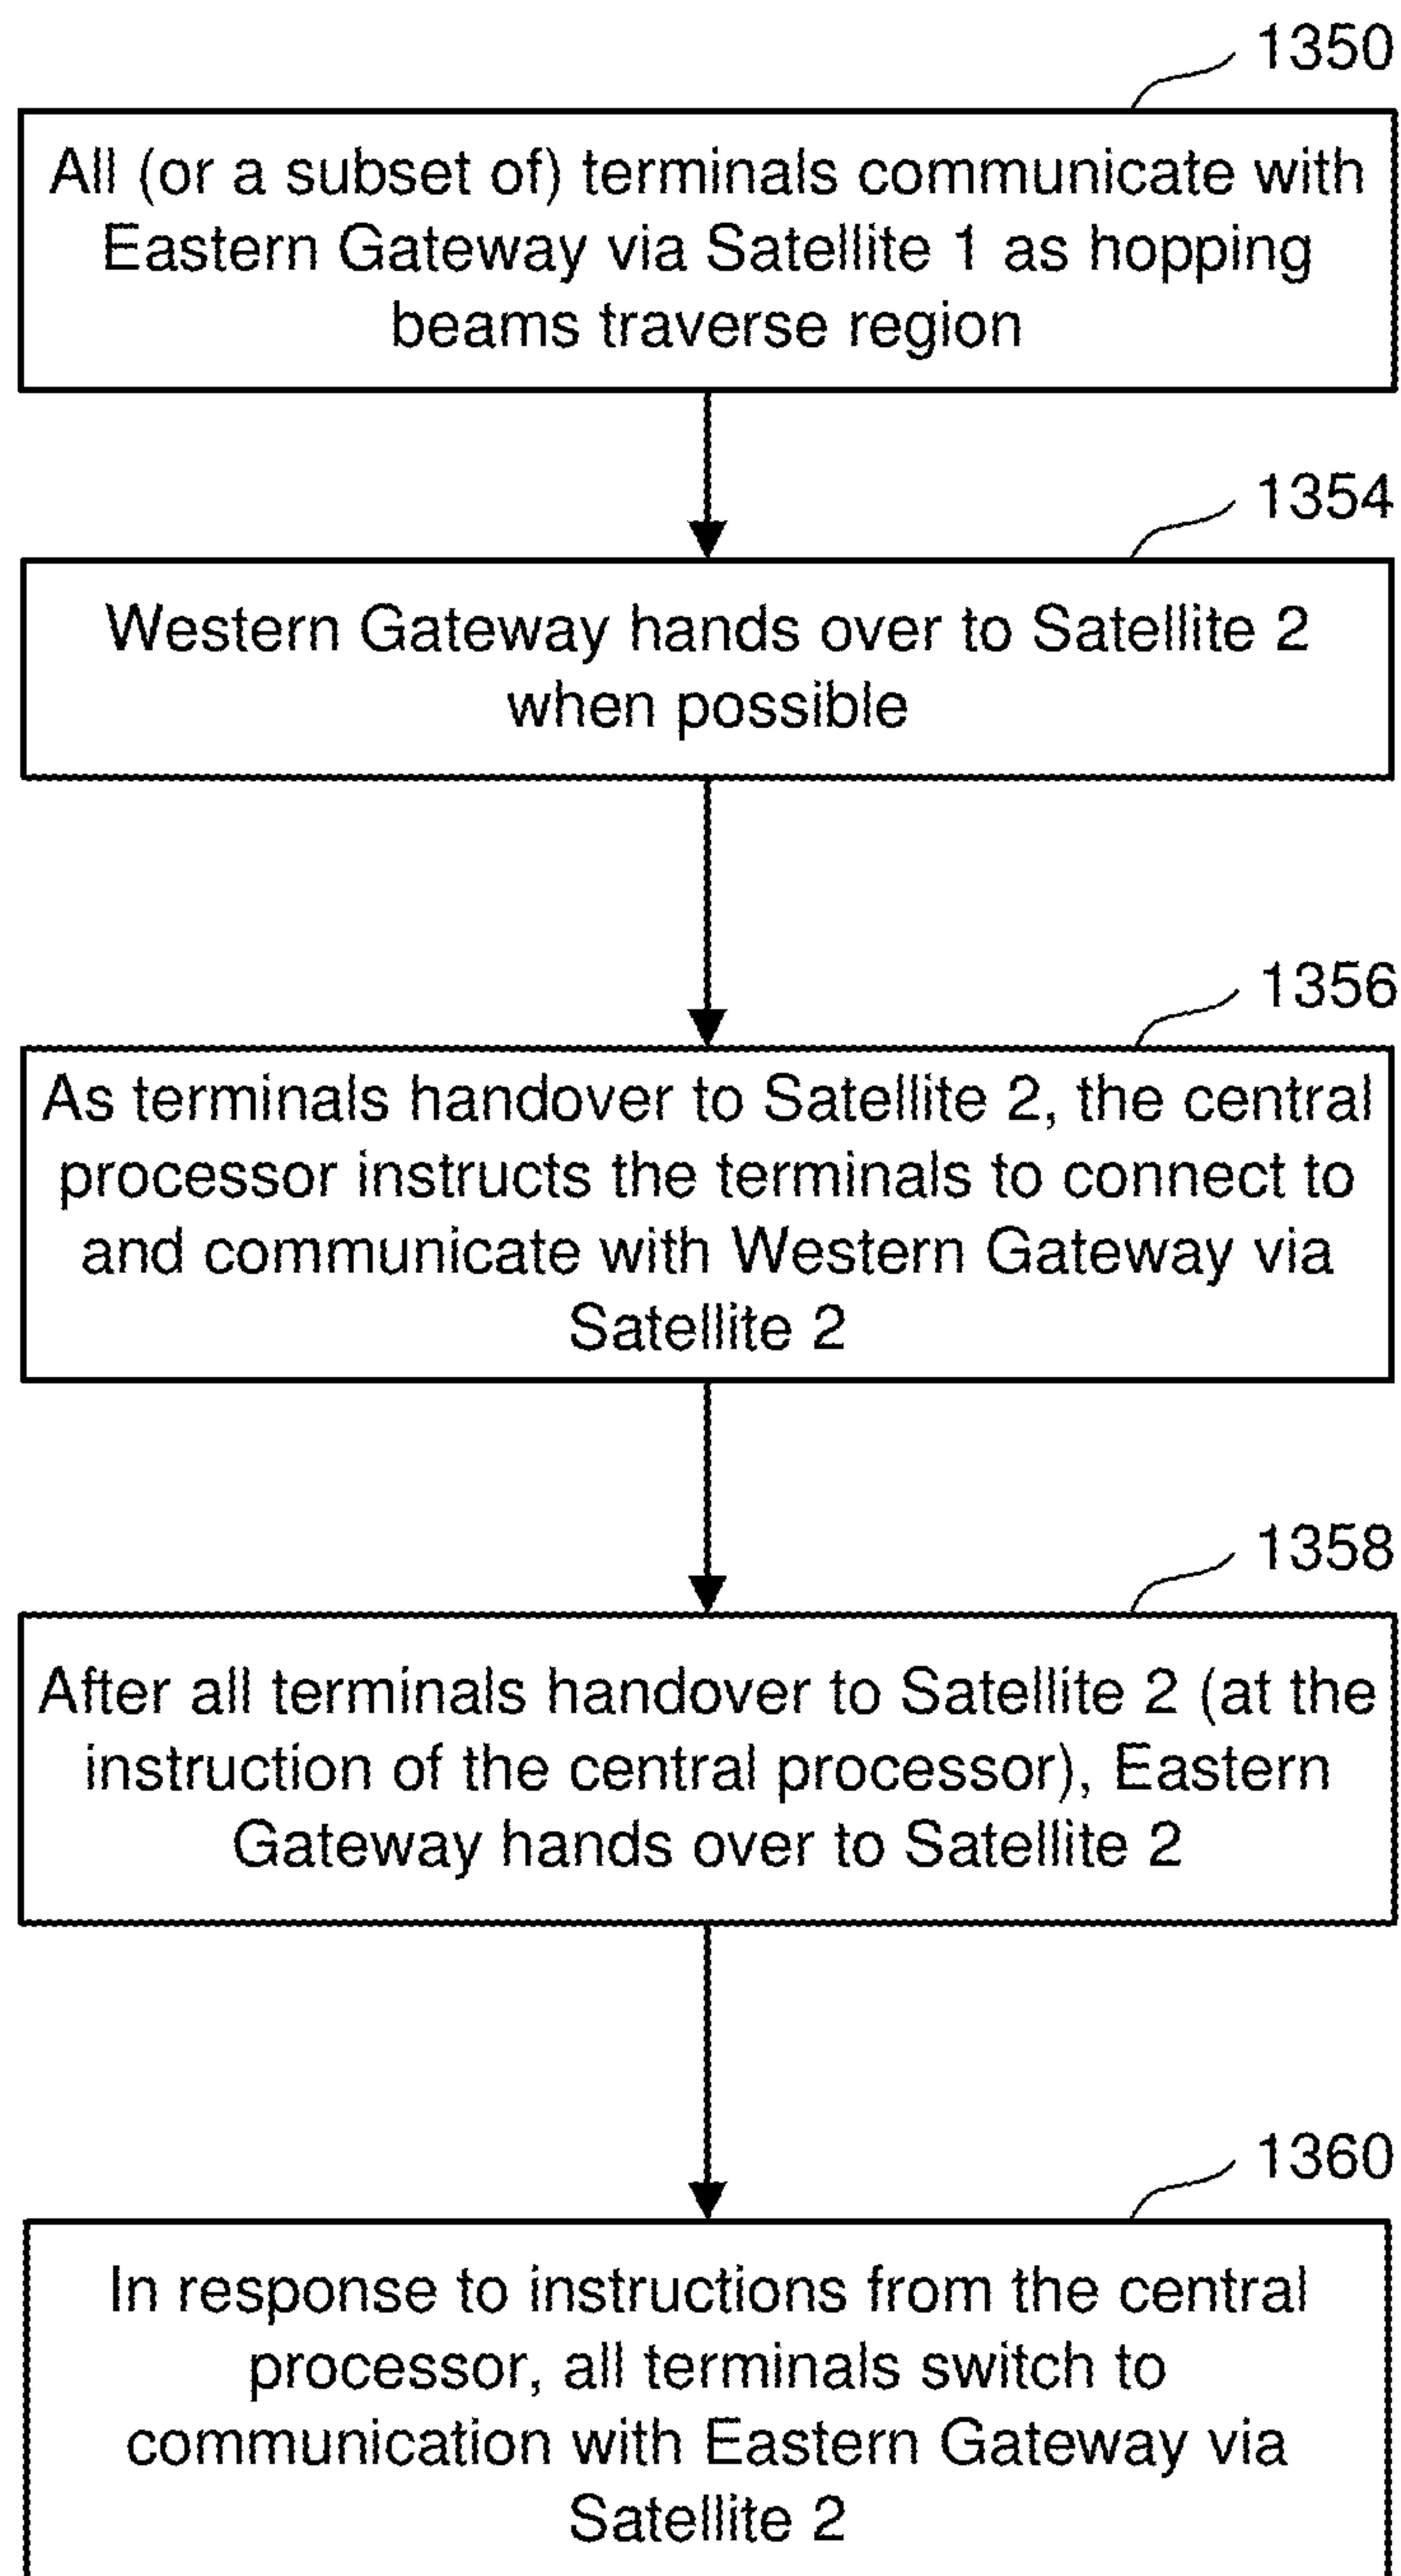 1350
All (or a subset of) terminals communicate with
Eastern Gateway via Satellite 1 as hopping
beams traverse region
1354
Western Gateway hands over to Satellite 2
when possible
1356
As terminals handover to Satellite 2, the central
processor instructs the terminals to connect to
and communicate with Western Gateway via
Satellite 2
1358
After all terminals handover to Satellite 2 (at the
instruction of the central processor), Eastern
Gateway hands over to Satellite 2
1360
In response to instructions from the central
processor, all terminals switch to
communication with Eastern Gateway via
Satellite 2